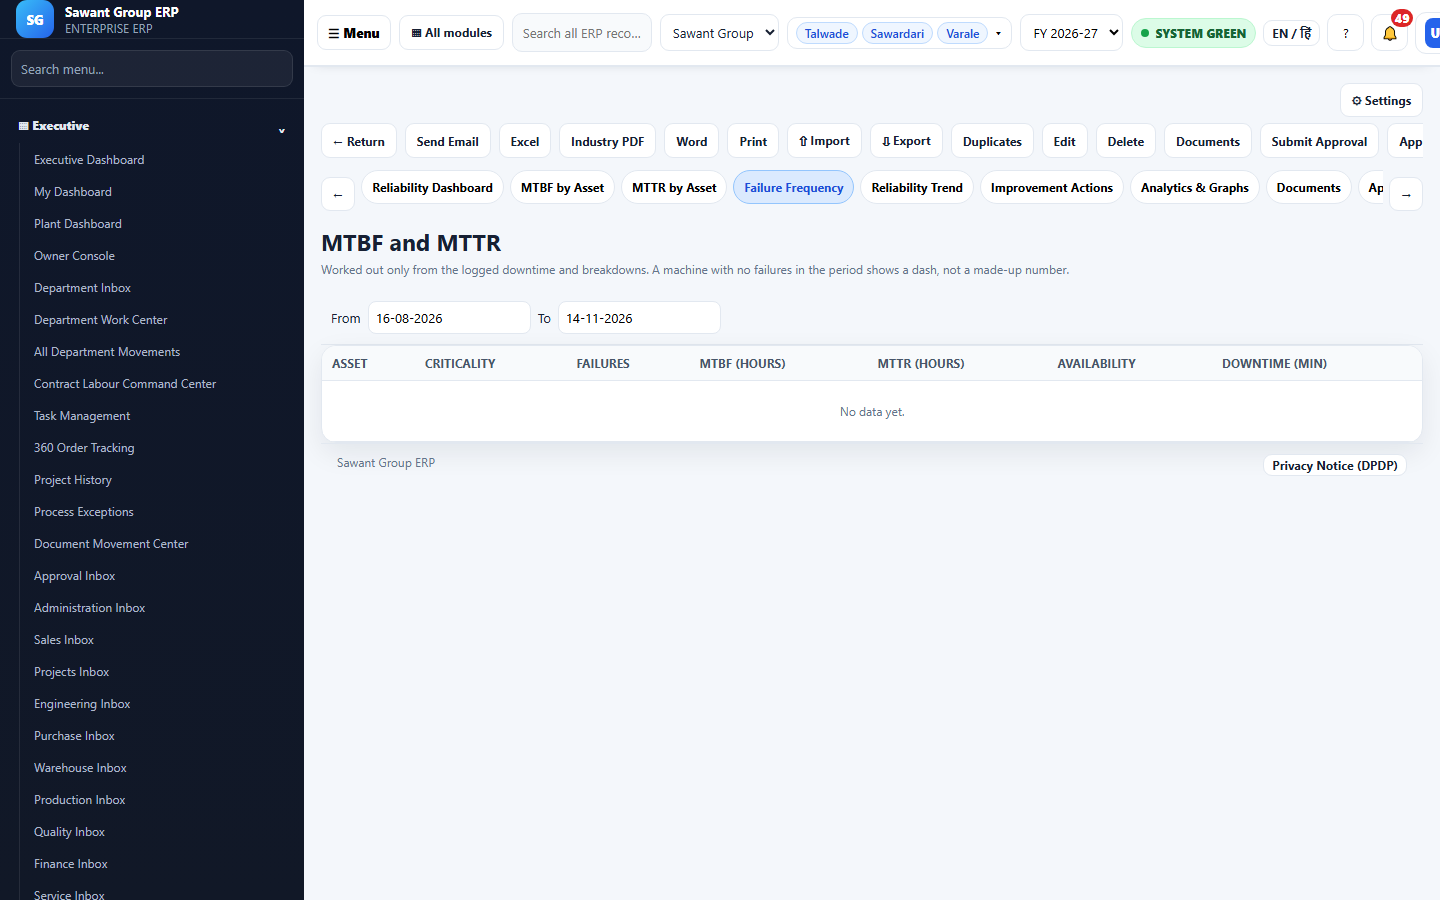 SG
Sawant Group ERP
ENTERPRISE ERP
Search menu...
Executive
Executive Dashboard
My Dashboard
Plant Dashboard
Owner Console
Department Inbox
Department Work Center
All Department Movements
Contract Labour Command Center
Task Management
360 Order Tracking
Project History
Process Exceptions
Document Movement Center
Approval Inbox
Administration Inbox
Sales Inbox
Projects Inbox
Engineering Inbox
Purchase Inbox
Warehouse Inbox
Production Inbox
Quality Inbox
Finance Inbox
Service Inbox
☰ Menu
All modules
Search all ERP reco...
Sawant Group
Talwade Sawardari Varale
FY 2026-27
SYSTEM GREEN
EN / हिं
?
49
U
⚙ Settings
← Return Send Email Excel Industry PDF Word Print ⇧ Import ⇩ Export Duplicates Edit Delete Documents Submit Approval App
← Reliability Dashboard MTBF by Asset MTTR by Asset Failure Frequency Reliability Trend Improvement Actions Analytics & Graphs Documents Ap →
MTBF and MTTR
Worked out only from the logged downtime and breakdowns. A machine with no failures in the period shows a dash, not a made-up number.
From 16-08-2026 To 14-11-2026
ASSET CRITICALITY FAILURES MTBF (HOURS) MTTR (HOURS) AVAILABILITY DOWNTIME (MIN)
No data yet.
Sawant Group ERP
Privacy Notice (DPDP)